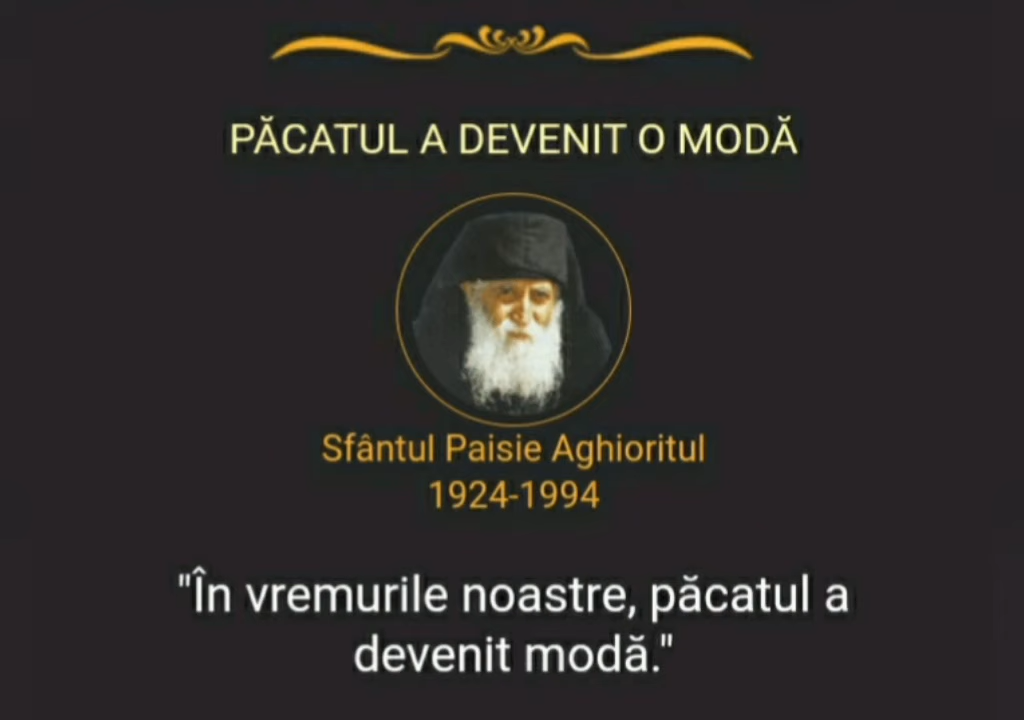 PĂCATUL A DEVENIT O MODĂ
Sfântul Paisie Aghioritul
1924-1994
"În vremurile noastre, păcatul a
devenit modă."